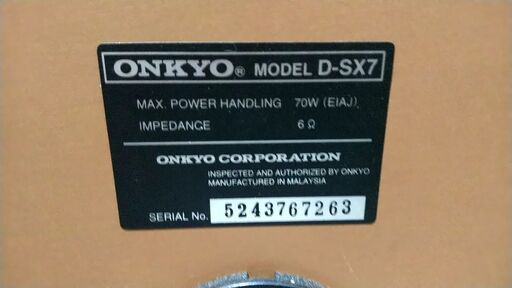 ONKYO® MODEL D-SX7
MAX. POWER HANDLING 70W (EIAJ)
IMPEDANCE 6 Ω
ONKYO CORPORATION
INSPECTED AND AUTHORIZED BY ONKYO
MANUFACTURED IN MALAYSIA
SERIAL No. 5243767263